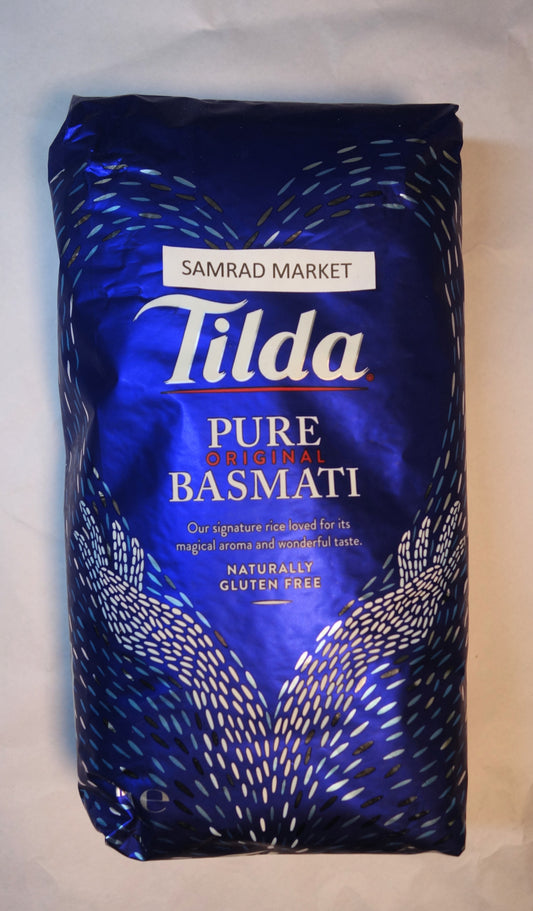 SAMRAD MARKET
Tilda
PURE
ORIGINAL
BASMATI
Our signature rice loved for its
magical aroma and wonderful taste.
NATURALLY
GLUTEN FREE
℮